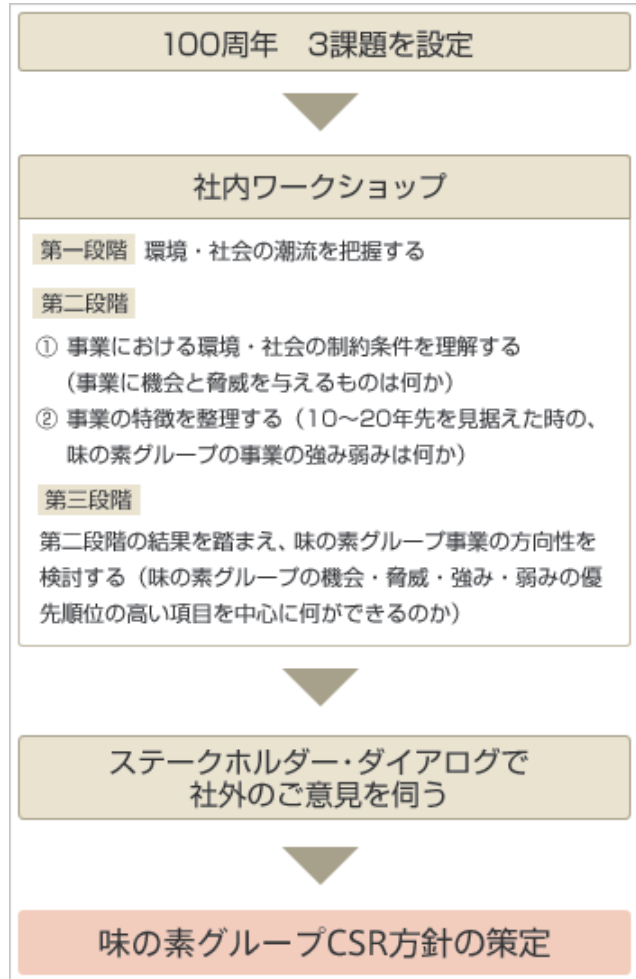 100周年　3課題を設定
社内ワークショップ
第一段階 環境・社会の潮流を把握する
第二段階
① 事業における環境・社会の制約条件を理解する
（事業に機会と脅威を与えるものは何か）
② 事業の特徴を整理する（10～20年先を見据えた時の、
味の素グループの事業の強み弱みは何か）
第三段階
第二段階の結果を踏まえ、味の素グループ事業の方向性を
検討する（味の素グループの機会・脅威・強み・弱みの優
先順位の高い項目を中心に何ができるのか）
ステークホルダー・ダイアログで
社外のご意見を伺う
味の素グループCSR方針の策定